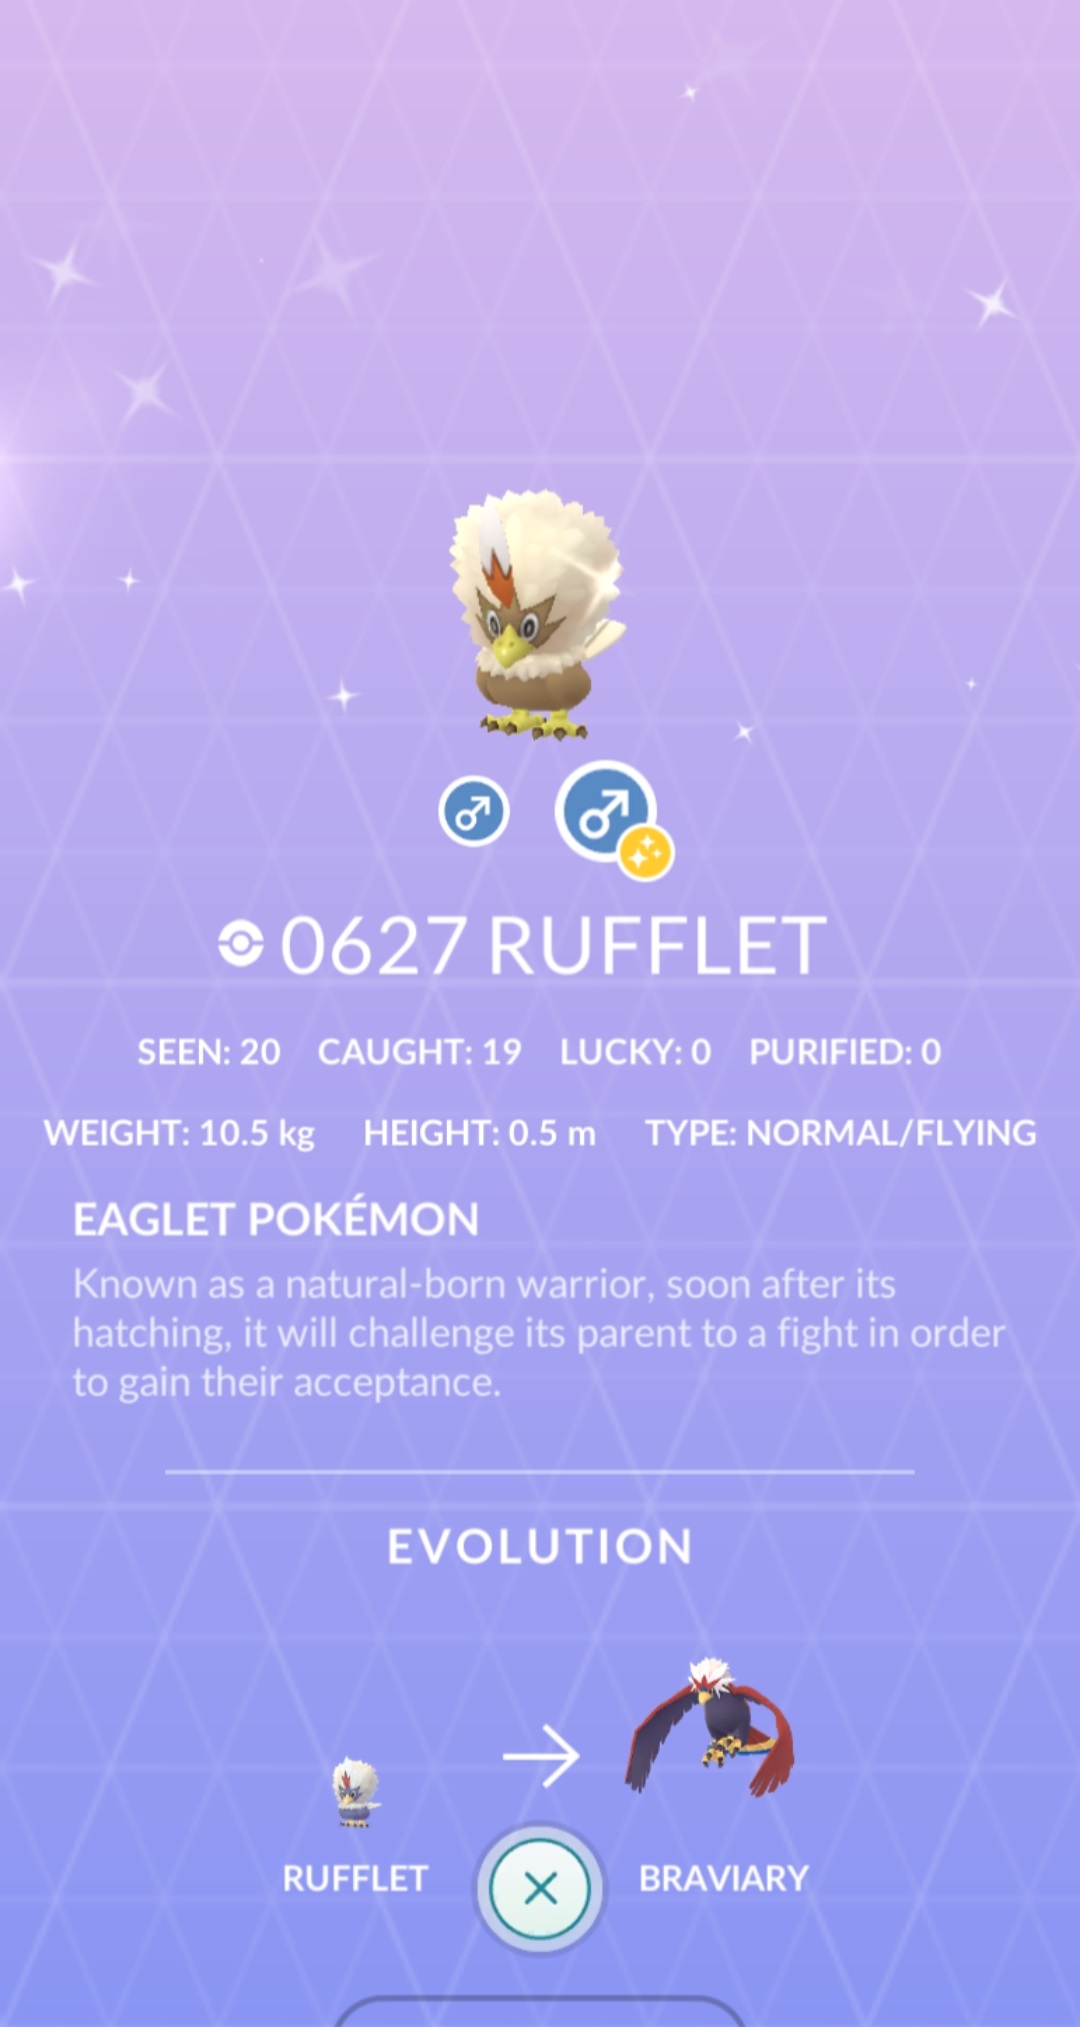 0627 RUFFLET
SEEN: 20 CAUGHT: 19 LUCKY: 0 PURIFIED: 0
WEIGHT: 10.5 kg HEIGHT: 0.5 m TYPE: NORMAL/FLYING
EAGLET POKÉMON
Known as a natural-born warrior, soon after its
hatching, it will challenge its parent to a fight in order
to gain their acceptance.
EVOLUTION
RUFFLET BRAVIARY